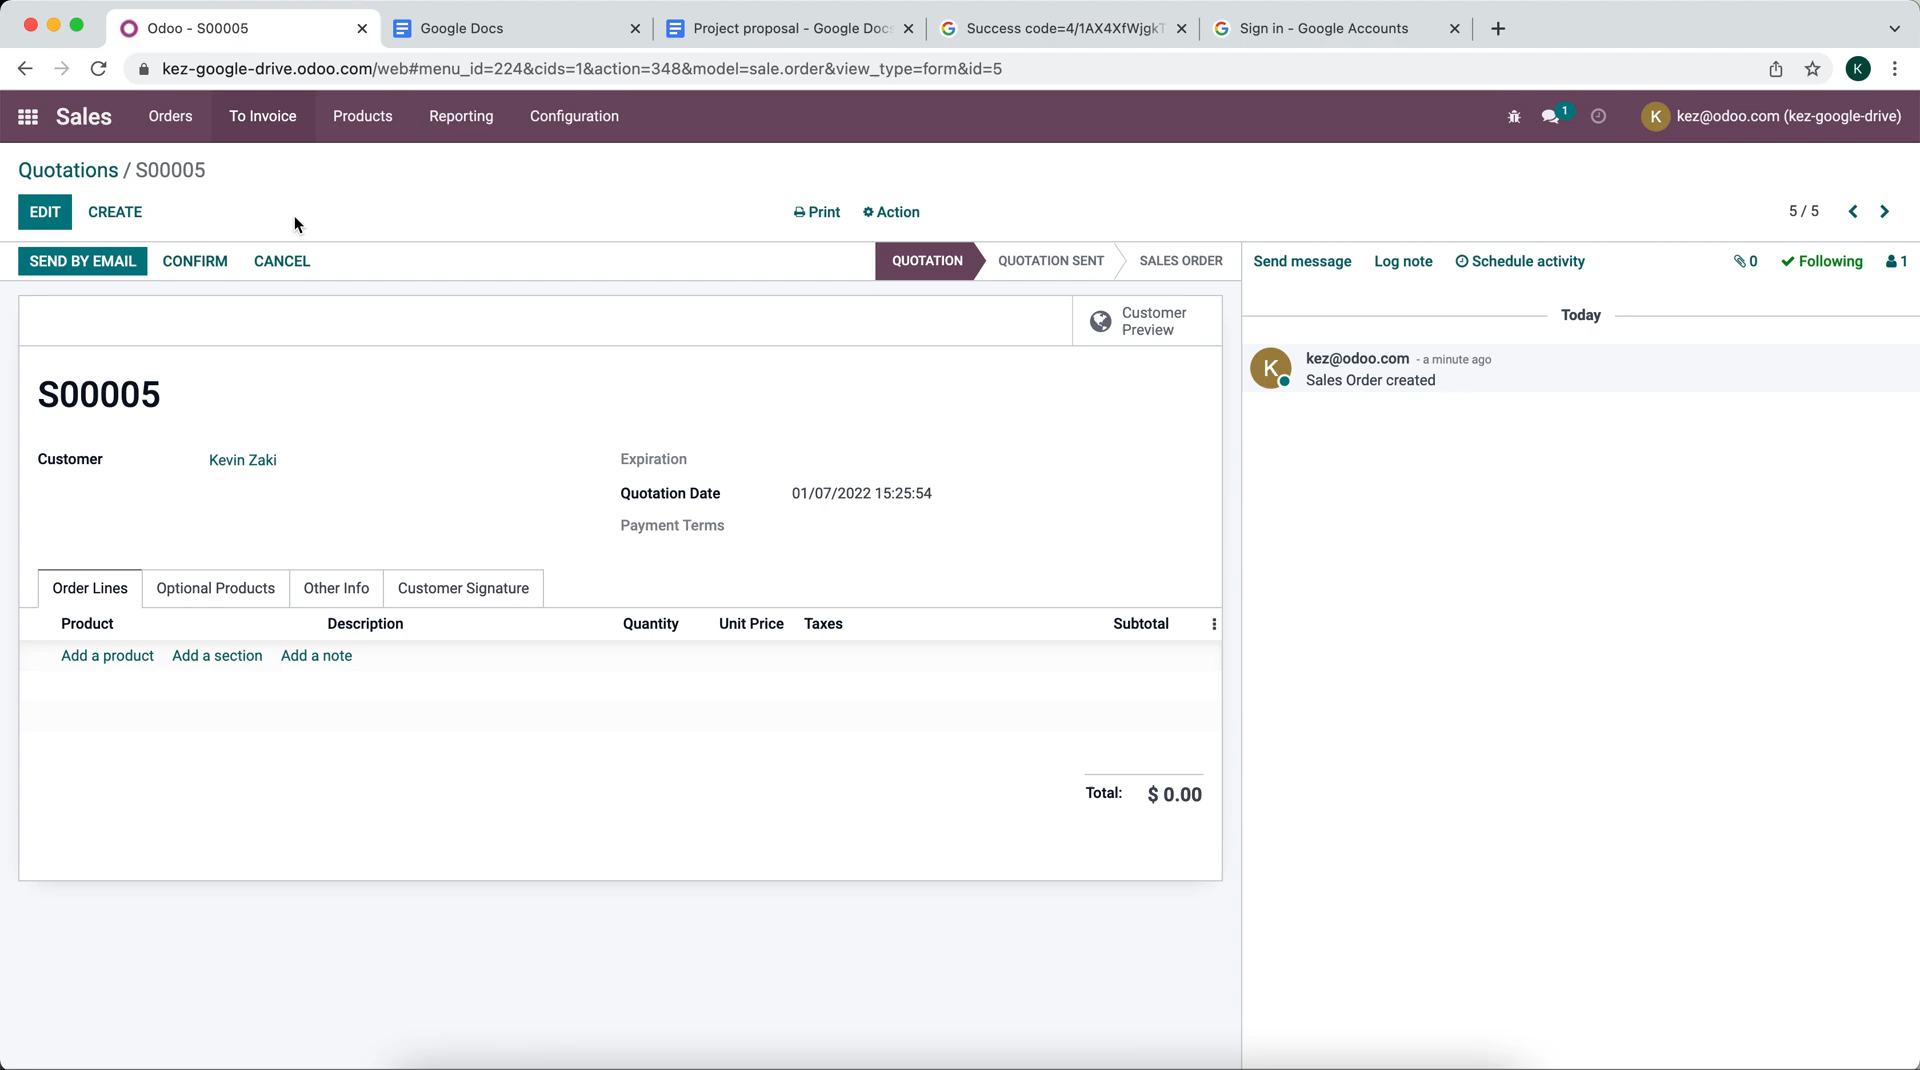 Odoo - S00005
Google Docs
Project proposal - Google Doc
Success code=4/1AX4XfWjgkT
Sign in - Google Accounts
kez-google-drive.odoo.com/web#menu_id=224&cids=1&action=348&model=sale.order&view_type=form&id=5
K
Sales
Orders
To Invoice
Products
Reporting
Configuration
1
K
kez@odoo.com (kez-google-drive)
Quotations / S00005
EDIT
CREATE
Print
Action
5 / 5
SEND BY EMAIL
CONFIRM
CANCEL
QUOTATION
QUOTATION SENT
SALES ORDER
Send message
Log note
Schedule activity
0
Following
1
Customer
Preview
Today
K
kez@odoo.com - a minute ago
Sales Order created
S00005
Customer
Kevin Zaki
Expiration
Quotation Date
01/07/2022 15:25:54
Payment Terms
Order Lines
Optional Products
Other Info
Customer Signature
Product
Description
Quantity
Unit Price
Taxes
Subtotal
Add a product
Add a section
Add a note
Total:
$ 0.00